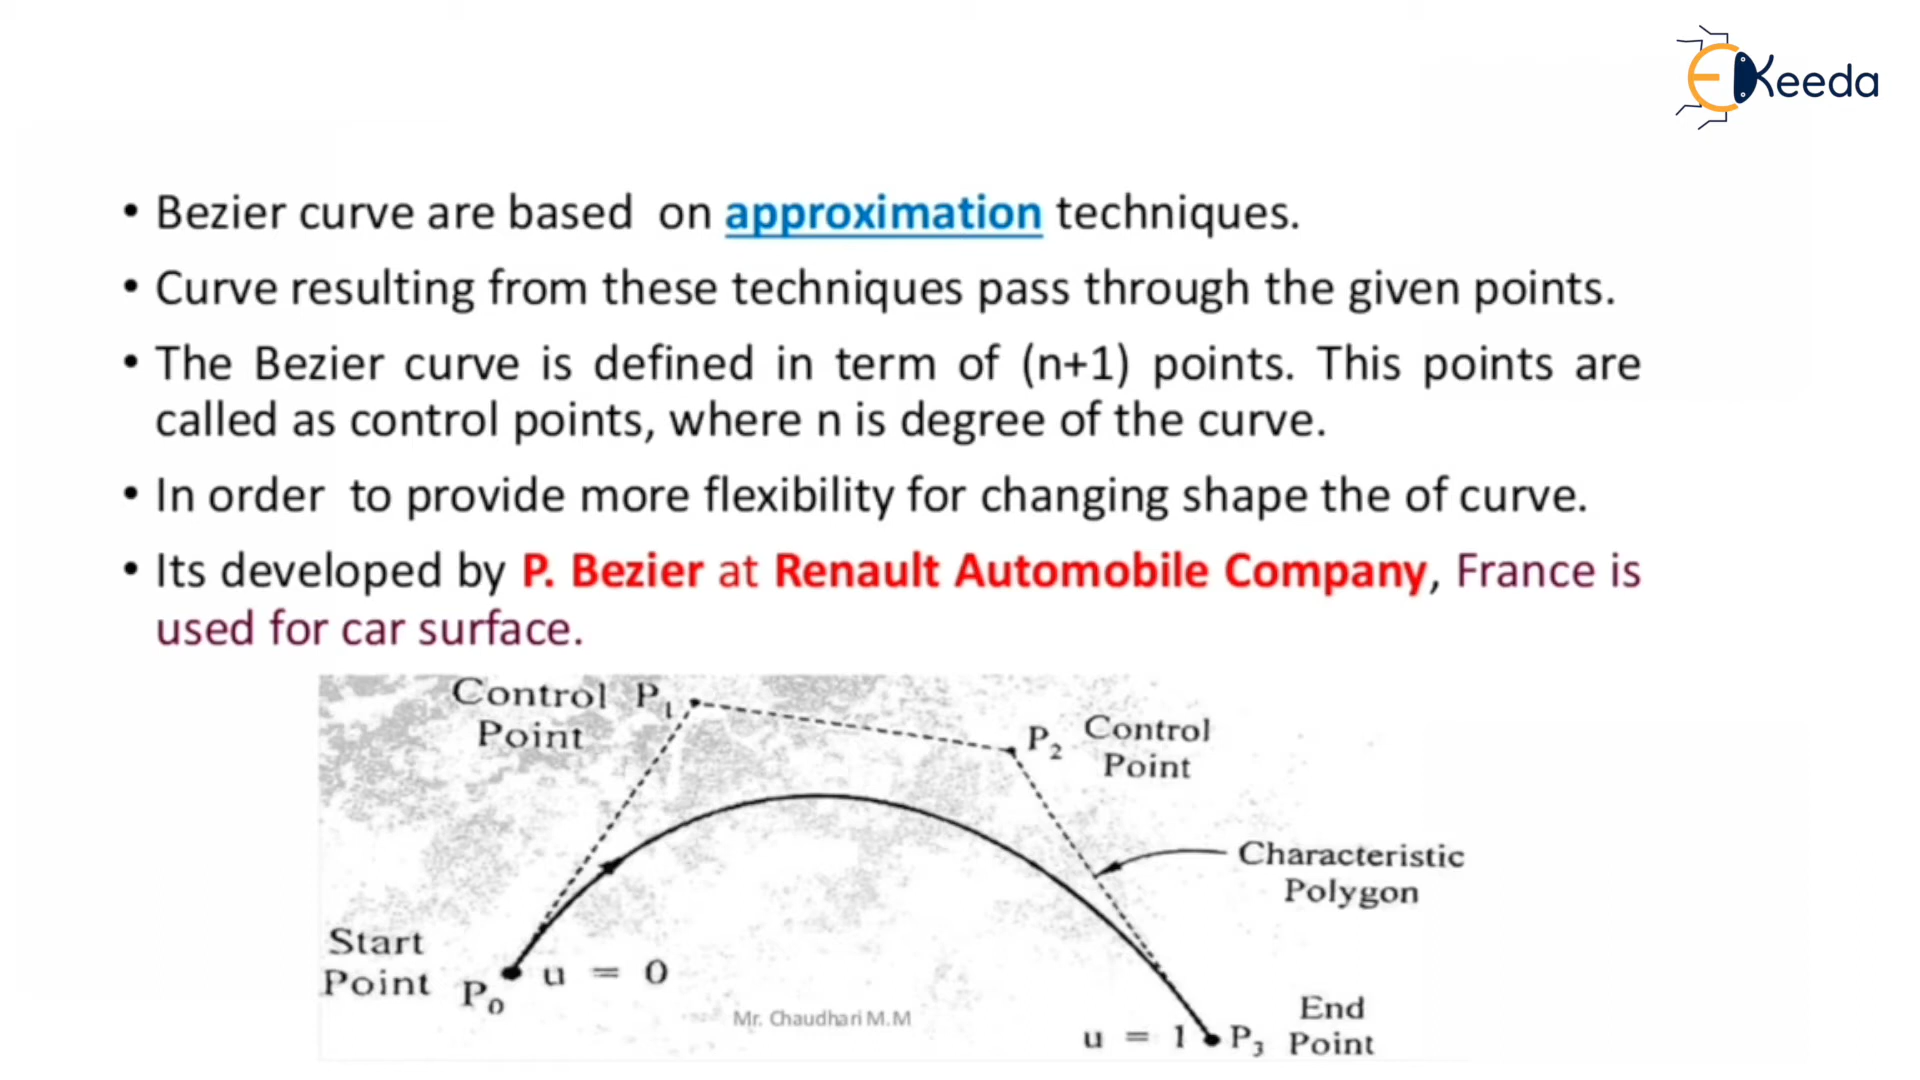 EKeeda
• Bezier curve are based on approximation techniques.
• Curve resulting from these techniques pass through the given points.
• The Bezier curve is defined in term of (n+1) points. This points are
called as control points, where n is degree of the curve.
• In order to provide more flexibility for changing shape the of curve.
• Its developed by P. Bezier at Renault Automobile Company, France is
used for car surface.
Control P₁
Point
P₂ Control
Point
Characteristic
Polygon
Start
Point P₀ u = 0
Mr. Chaudhari M.M
End
u = 1 P₃ Point